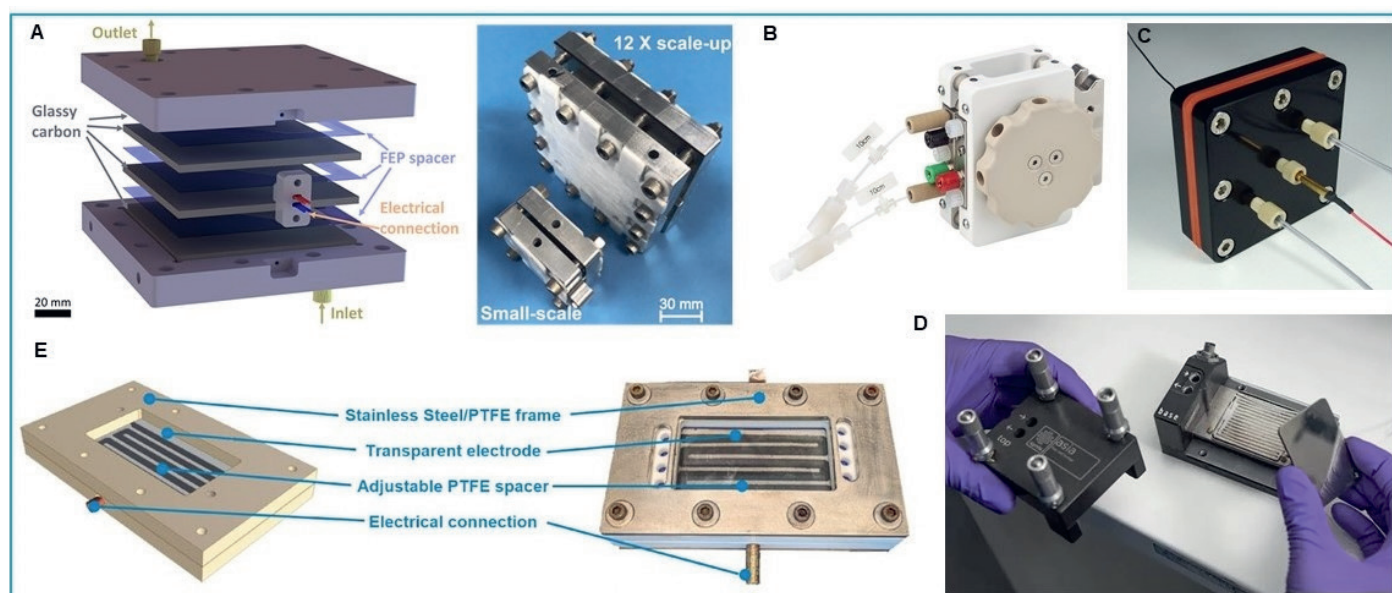 A
Outlet
Glassy
carbon
FEP spacer
Electrical
connection
20 mm
Inlet
12 X scale-up
Small-scale
30 mm
B
10cm
10cm
C
D
top
asia
base
E
Stainless Steel/PTFE frame
Transparent electrode
Adjustable PTFE spacer
Electrical connection